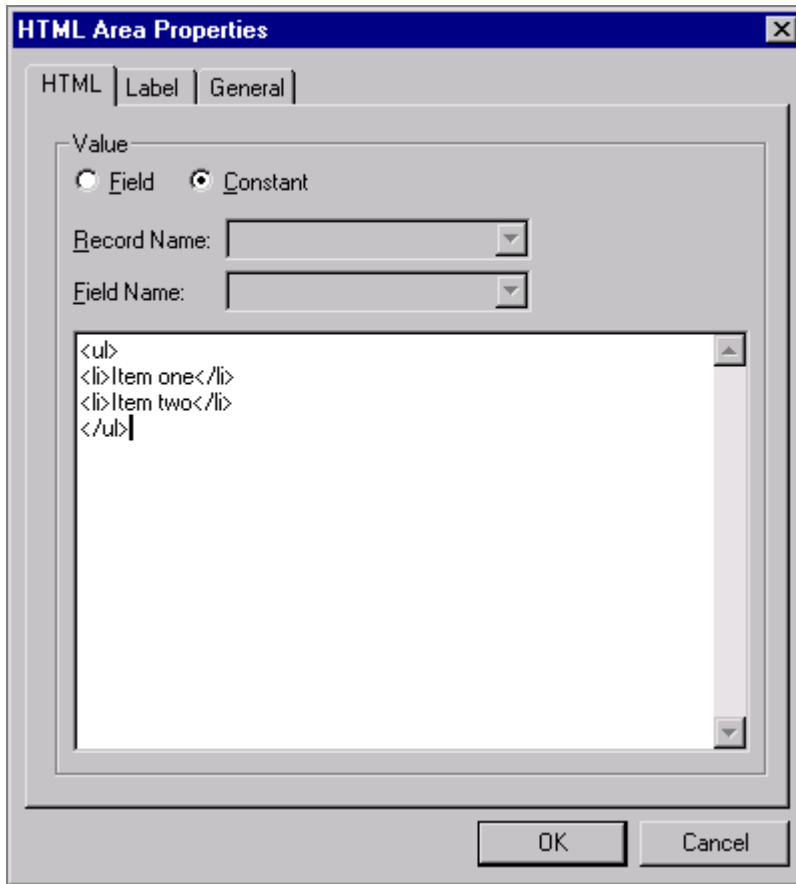 HTML Area Properties
HTML Label General
Value
Field Constant
Record Name:
Field Name:
<ul>
<li>Item one</li>
<li>Item two</li>
</ul>
OK Cancel